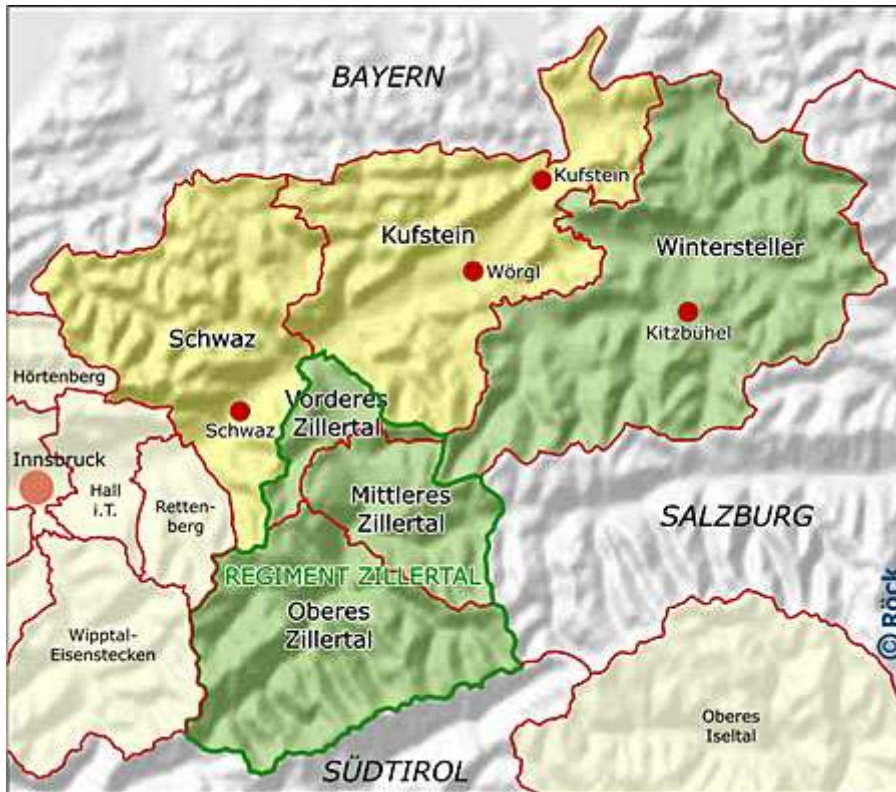 BAYERN
Kufstein
Kufstein
Wintersteller
Wörgl
Kitzbühel
Schwaz
Hörtenberg
Vorderes
Zillertal
Schwaz
Innsbruck
Hall
i.T.
Retten-
berg
Mittleres
Zillertal
SALZBURG
REGIMENT ZILLERTAL
Oberes
Zillertal
Wipptal-
Eisenstecken
© Röck
Oberes
Iseltal
SÜDTIROL